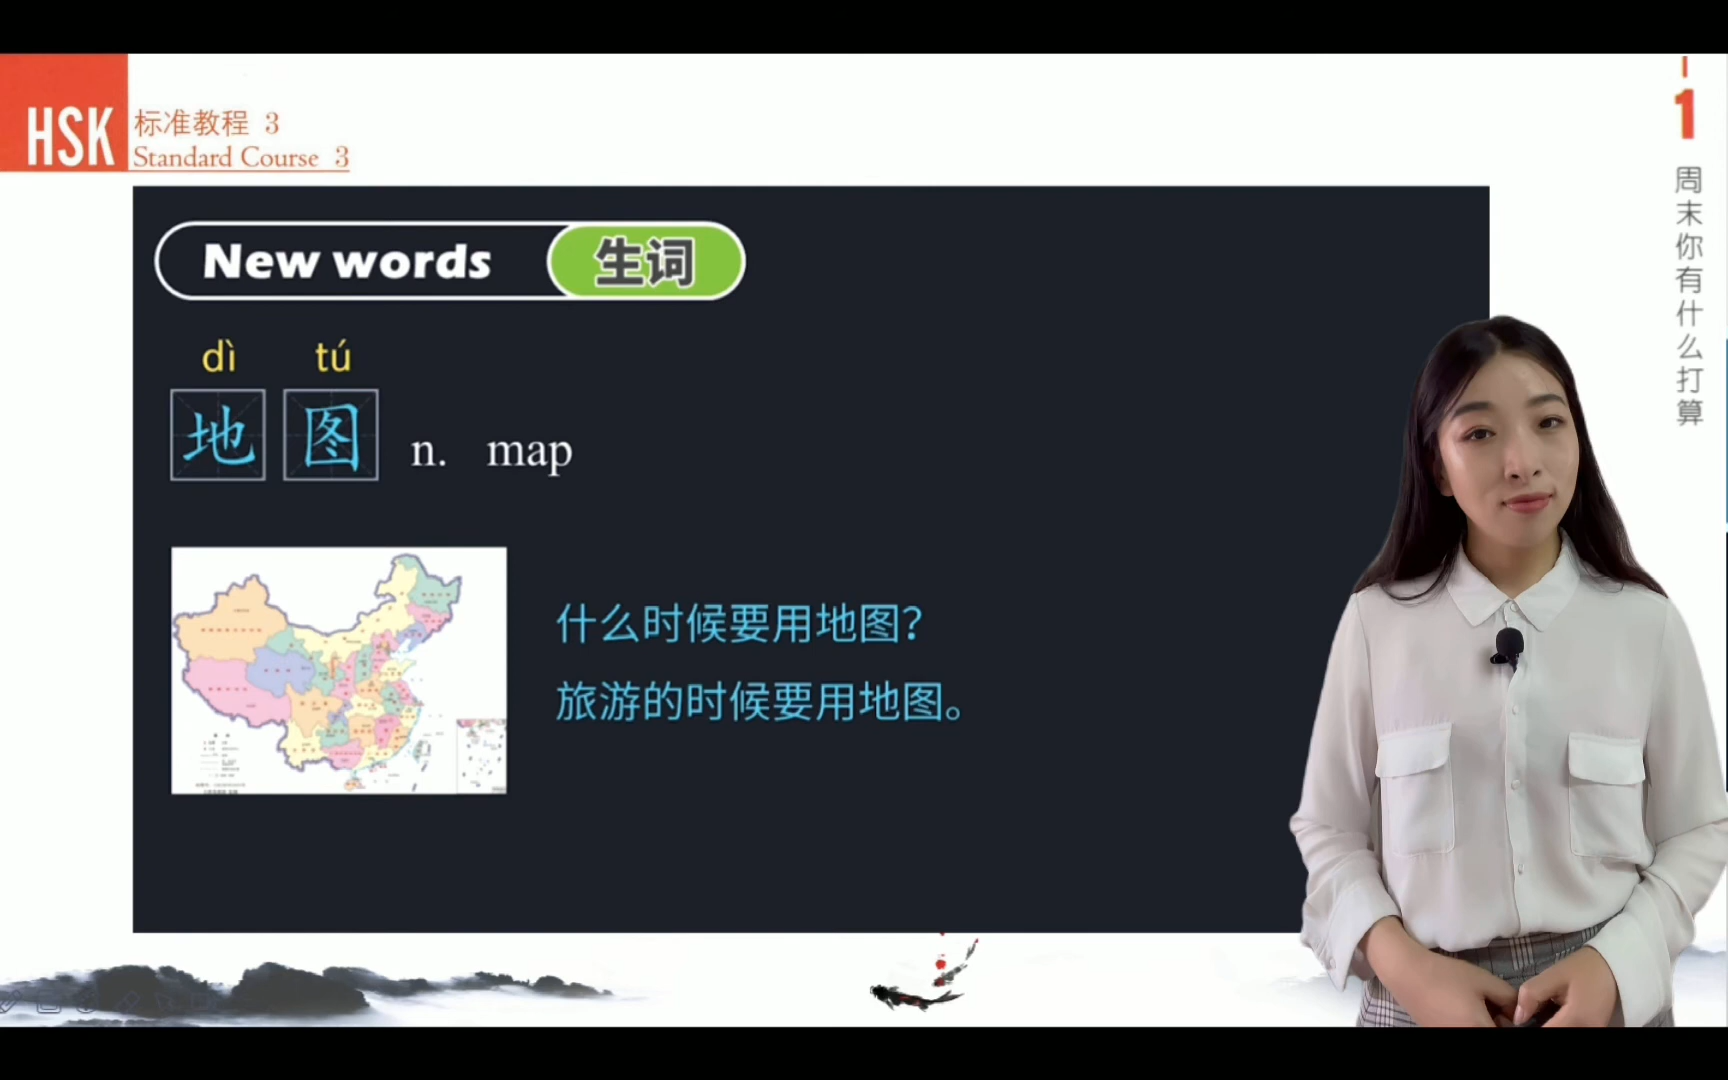 HSK
标准教程 3
Standard Course 3
1
周末你有什么打算
New words 生词
dì tú
地图 n. map
什么时候要用地图？
旅游的时候要用地图。